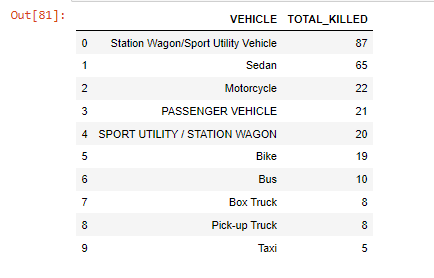 Out[81]:
VEHICLE TOTAL_KILLED
0 Station Wagon/Sport Utility Vehicle 87
1 Sedan 65
2 Motorcycle 22
3 PASSENGER VEHICLE 21
4 SPORT UTILITY / STATION WAGON 20
5 Bike 19
6 Bus 10
7 Box Truck 8
8 Pick-up Truck 8
9 Taxi 5